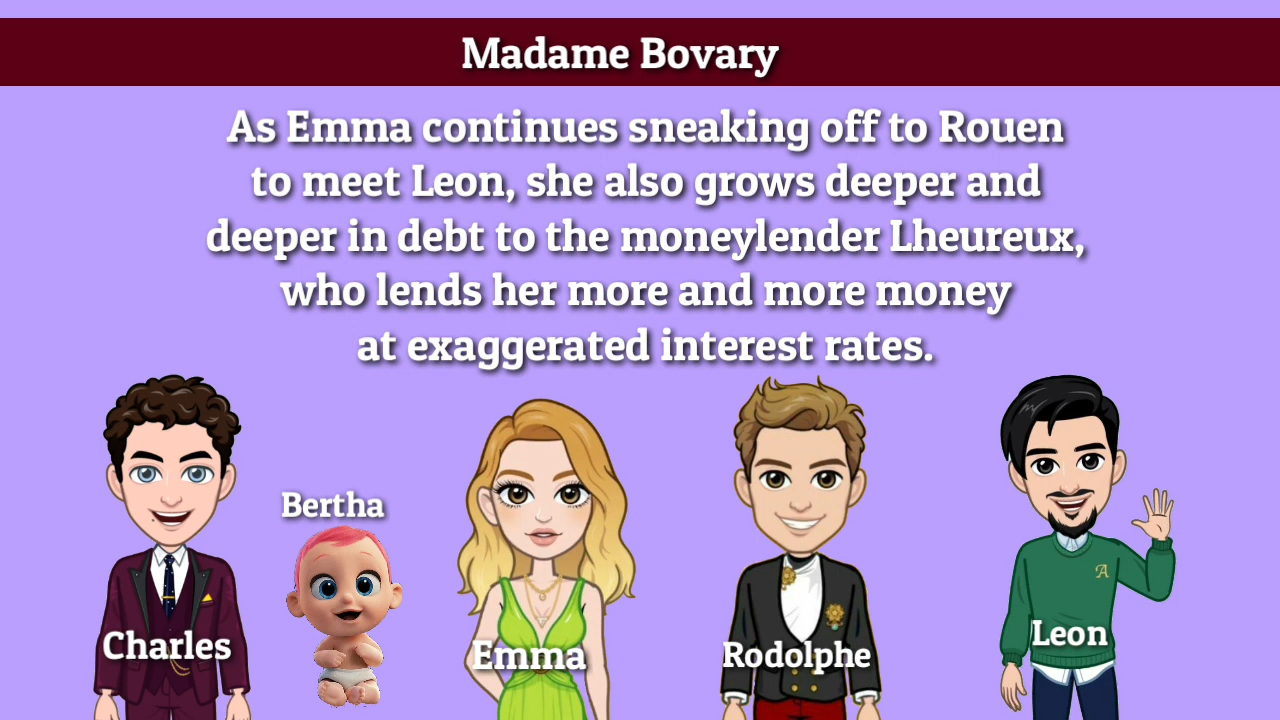 Madame Bovary
As Emma continues sneaking off to Rouen
to meet Leon, she also grows deeper and
deeper in debt to the moneylender Lheureux,
who lends her more and more money
at exaggerated interest rates.
Bertha
Charles
Emma
Rodolphe
Leon
A